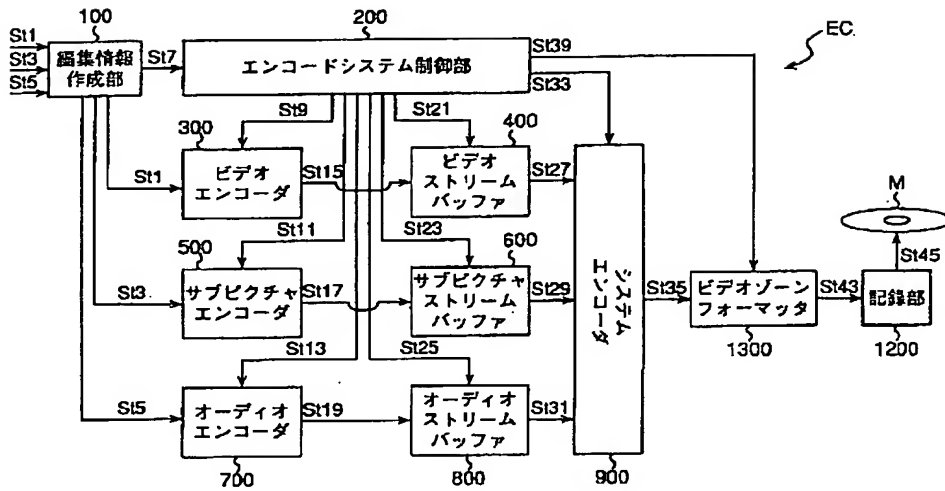 100
200
EC
St1
St3
St5
編集情報
作成部
St7
エンコードシステム制御部
St39
St33
St9
St21
300
400
St1
ビデオ
エンコーダ
St15
ビデオ
ストリーム
バッファ
St27
St11
St23
500
600
St3
サブピクチャ
エンコーダ
St17
サブピクチャ
ストリーム
バッファ
St29
St13
St25
St5
オーディオ
エンコーダ
St19
オーディオ
ストリーム
バッファ
St31
700
800
システム
エンコーダ
900
St35
ビデオゾーン
フォーマッタ
1300
St43
記録部
1200
St45
M